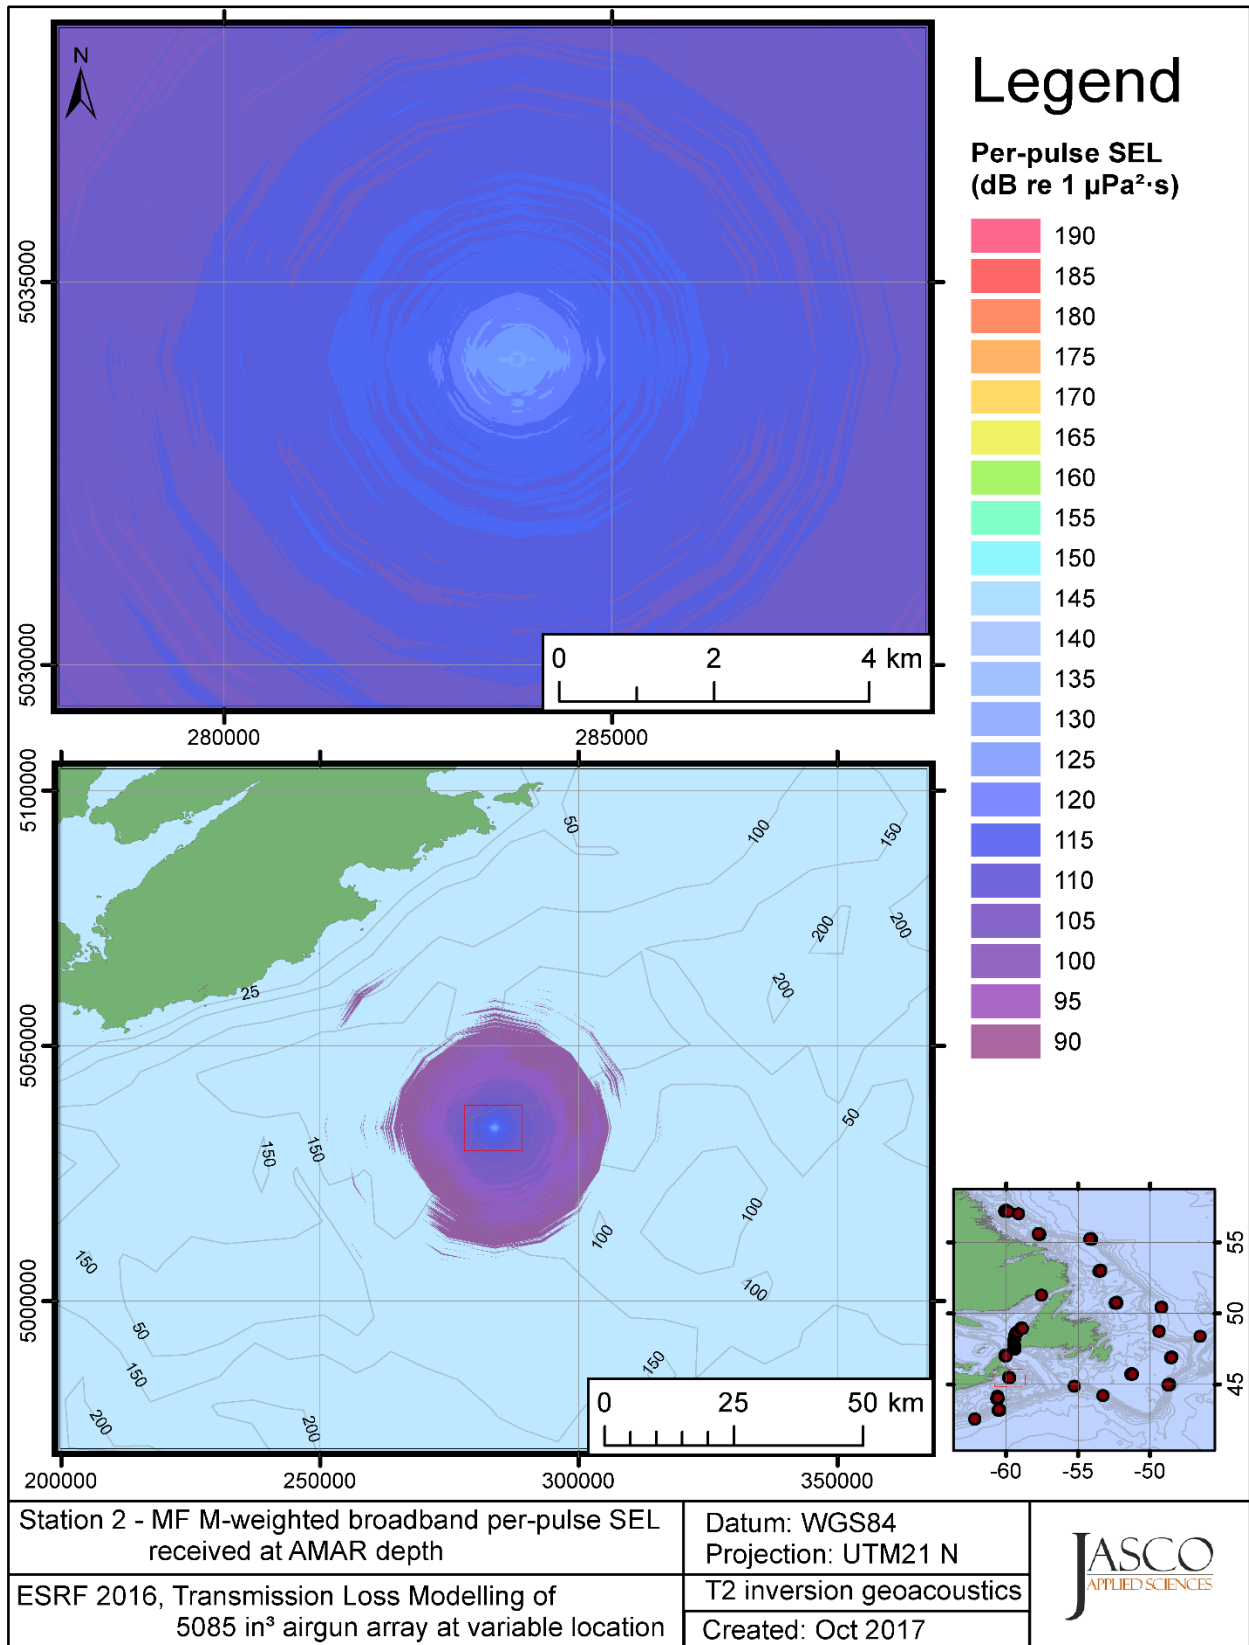 N
5035000
5030000
0 2 4 km
280000 285000
Legend
Per-pulse SEL
(dB re 1 µPa²·s)
190
185
180
175
170
165
160
155
150
145
140
135
130
125
120
115
110
105
100
95
90
5100000
5050000
5000000
50
100
150
200
200
200
25
50
150
150
100
100
100
150
50
150
200
200
150
0 25 50 km
200000 250000 300000 350000
55
50
45
-60 -55 -50
Station 2 - MF M-weighted broadband per-pulse SEL
received at AMAR depth
ESRF 2016, Transmission Loss Modelling of
5085 in³ airgun array at variable location
Datum: WGS84
Projection: UTM21 N
T2 inversion geoacoustics
Created: Oct 2017
JASCO
APPLIED SCIENCES